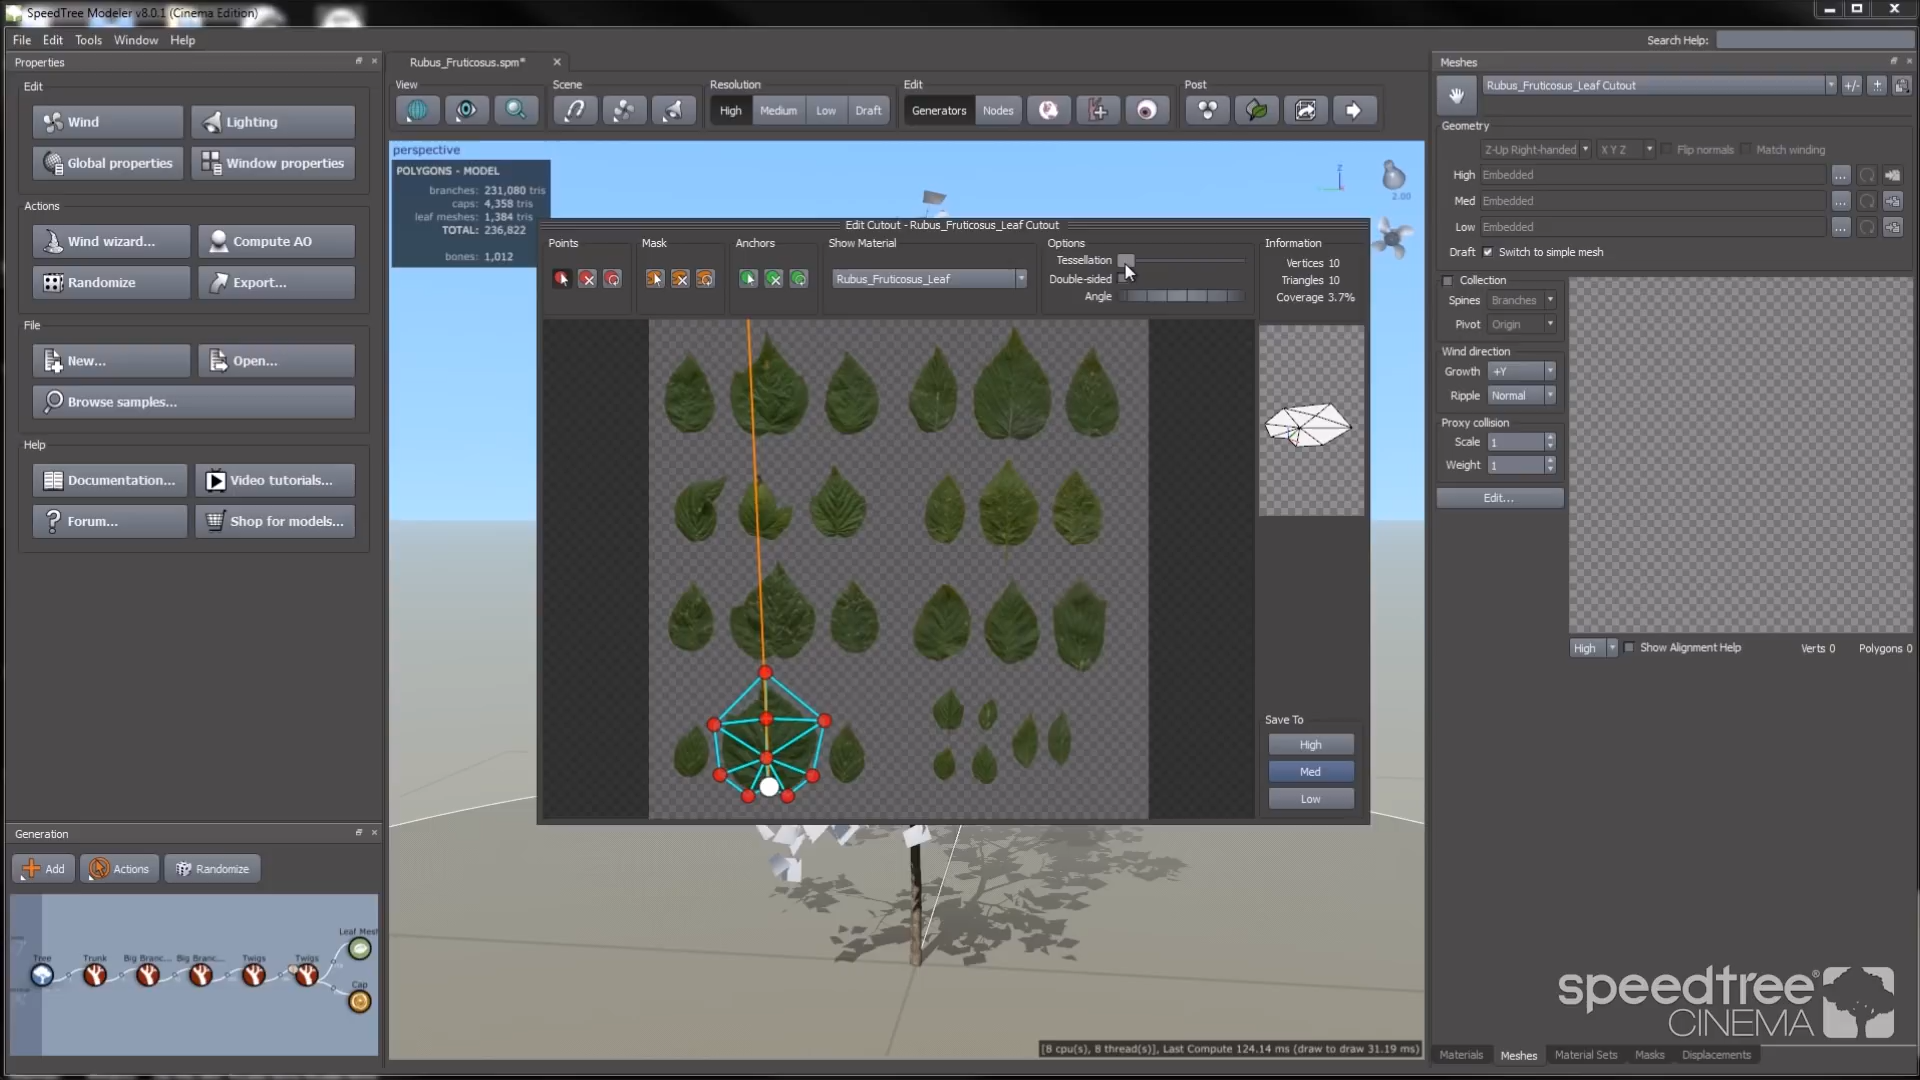 SpeedTree Modeler v8.0.1 (Cinema Edition)
File Edit Tools Window Help
Search Help:
Properties
Edit
Wind
Lighting
Global properties
Window properties
Actions
Wind wizard...
Compute AO
Randomize
Export...
File
New...
Open...
Browse samples...
Help
Documentation...
Video tutorials...
Forum...
Shop for models...
Generation
Add
Actions
Randomize
Tree
Trunk
Big Branc...
Big Branc...
Twigs
Twigs
Leaf Mesh
Cap
Rubus_Fruticosus.spm*
View
Scene
Resolution
High
Medium
Low
Draft
Edit
Generators
Nodes
Post
perspective
POLYGONS - MODEL
branches: 231,080 tris
caps: 4,358 tris
leaf meshes: 1,384 tris
TOTAL: 236,822
bones: 1,012
Z
2.00
Edit Cutout - Rubus_Fruticosus_Leaf Cutout
Points
Mask
Anchors
Show Material
Rubus_Fruticosus_Leaf
Options
Tessellation
Double-sided
Angle
Information
Vertices 10
Triangles 10
Coverage 3.7%
Save To
High
Med
Low
[8 cpu(s), 8 thread(s)], Last Compute 124.14 ms (draw to draw 31.19 ms)
Meshes
Rubus_Fruticosus_Leaf Cutout
+/-
+
Geometry
Z-Up Right-handed
X Y Z
Flip normals
Match winding
High Embedded ...
Med Embedded ...
Low Embedded ...
Draft Switch to simple mesh
Collection
Spines Branches
Pivot Origin
Wind direction
Growth +Y
Ripple Normal
Proxy collision
Scale 1
Weight 1
Edit...
High
Show Alignment Help
Verts 0
Polygons 0
speedtree®
CINEMA
Materials Meshes Material Sets Masks Displacements